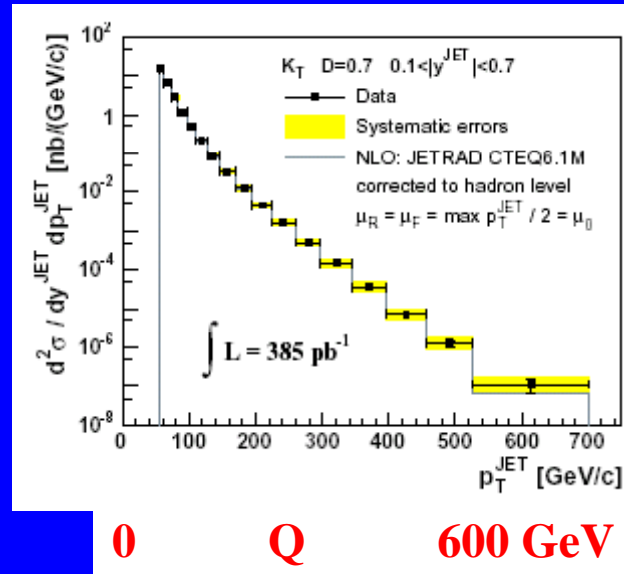 10^2
1
10^-2
10^-4
10^-6
10^-8
d^2σ / dy^JET dp_T^JET [nb/(GeV/c)]
K_T D=0.7 0.1<|y^JET|<0.7
Data
Systematic errors
NLO: JETRAD CTEQ6.1M
corrected to hadron level
μ_R = μ_F = max p_T^JET / 2 = μ_0
∫ L = 385 pb^-1
0 100 200 300 400 500 600 700
p_T^JET [GeV/c]
0 Q 600 GeV